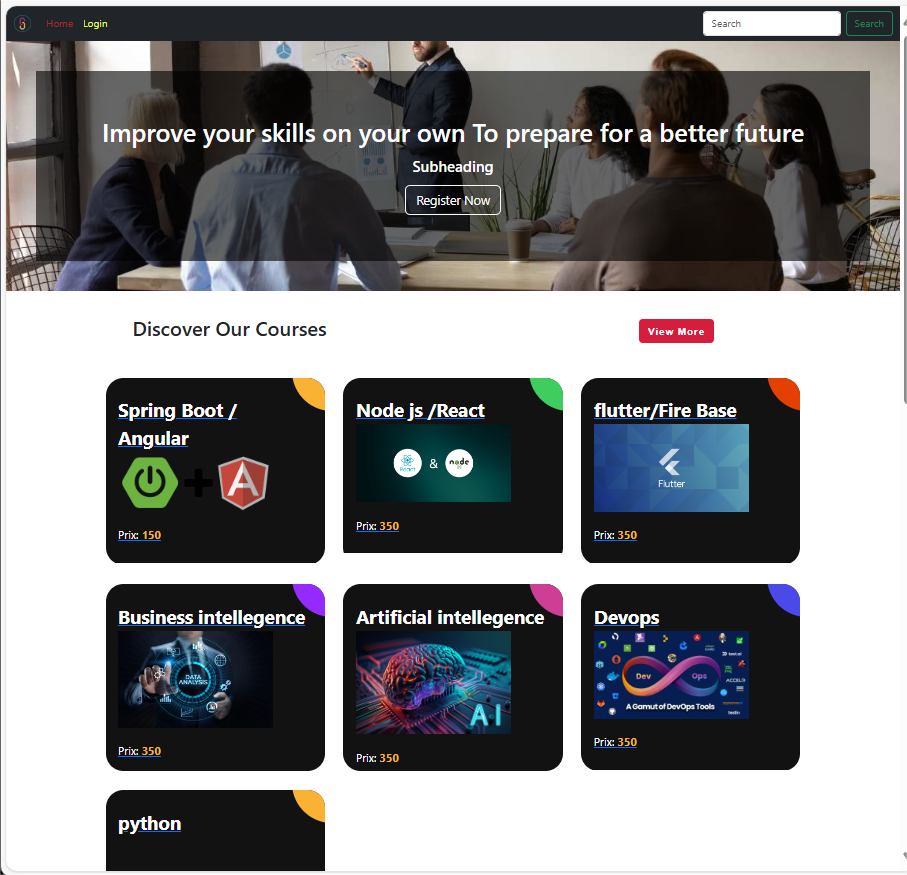 Home Login Search Search
Improve your skills on your own To prepare for a better future
Subheading
Register Now
Discover Our Courses
View More
Spring Boot /
Angular
Prix: 150
Node js /React
React & node
Prix: 350
flutter/Fire Base
Flutter
Prix: 350
Business intellegence
DATA
ANALYSIS
Prix: 350
Artificial intellegence
AI
Prix: 350
Devops
Dev Ops
A Gamut of DevOps Tools
Prix: 350
python